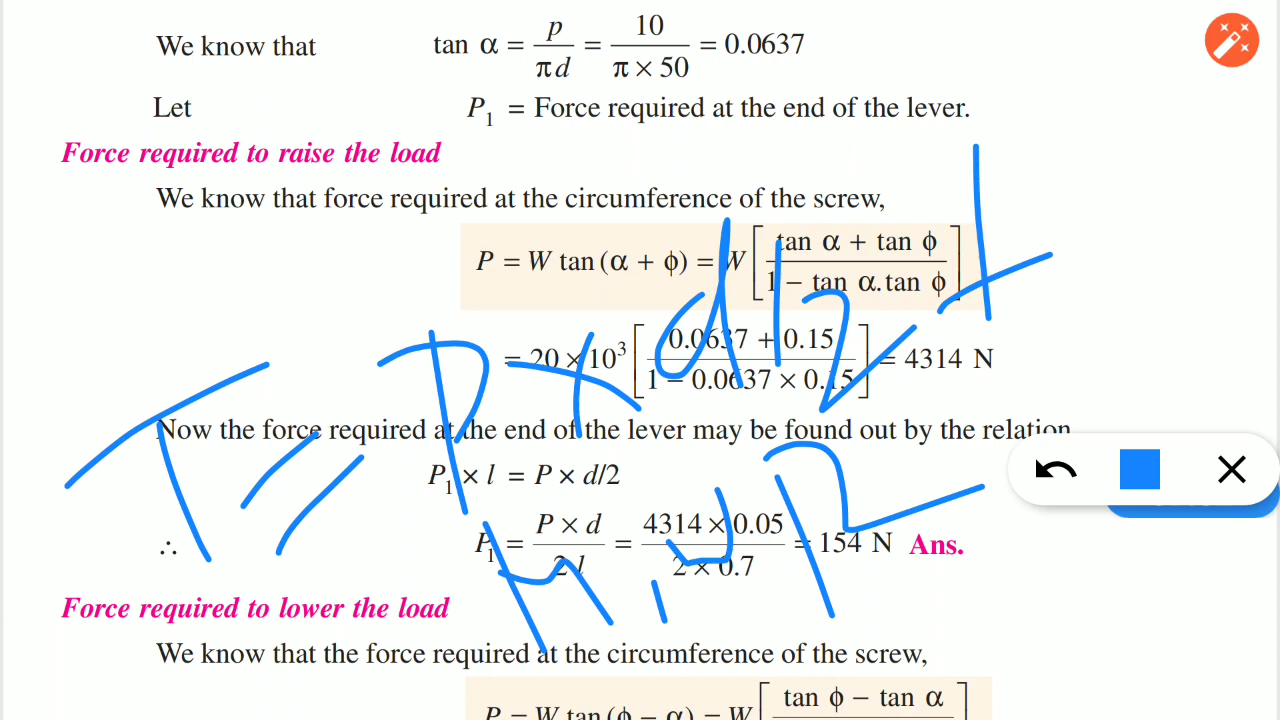 We know that tan α = p / πd = 10 / π × 50 = 0.0637
Let P₁ = Force required at the end of the lever.
Force required to raise the load
We know that force required at the circumference of the screw,
P = W tan (α + ϕ) = W [ tan α + tan ϕ / 1 − tan α.tan ϕ ]
= 20 × 10³ [ 0.0637 + 0.15 / 1 − 0.0637 × 0.15 ] = 4314 N
Now the force required at the end of the lever may be found out by the relation
P₁ × l = P × d/2
∴ P₁ = P × d / 2 l = 4314 × 0.05 / 2 × 0.7 = 154 N Ans.
Force required to lower the load
We know that the force required at the circumference of the screw,
P = W tan (ϕ − α) = W [ tan ϕ − tan α
T = P × d/2 +